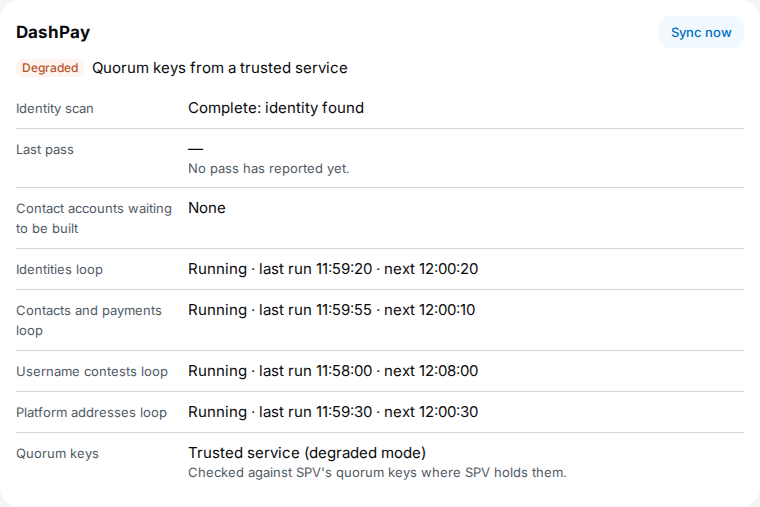 DashPay
Sync now
Degraded Quorum keys from a trusted service
Identity scan Complete: identity found
Last pass —
No pass has reported yet.
Contact accounts waiting None
to be built
Identities loop Running · last run 11:59:20 · next 12:00:20
Contacts and payments Running · last run 11:59:55 · next 12:00:10
loop
Username contests loop Running · last run 11:58:00 · next 12:08:00
Platform addresses loop Running · last run 11:59:30 · next 12:00:30
Quorum keys Trusted service (degraded mode)
Checked against SPV's quorum keys where SPV holds them.